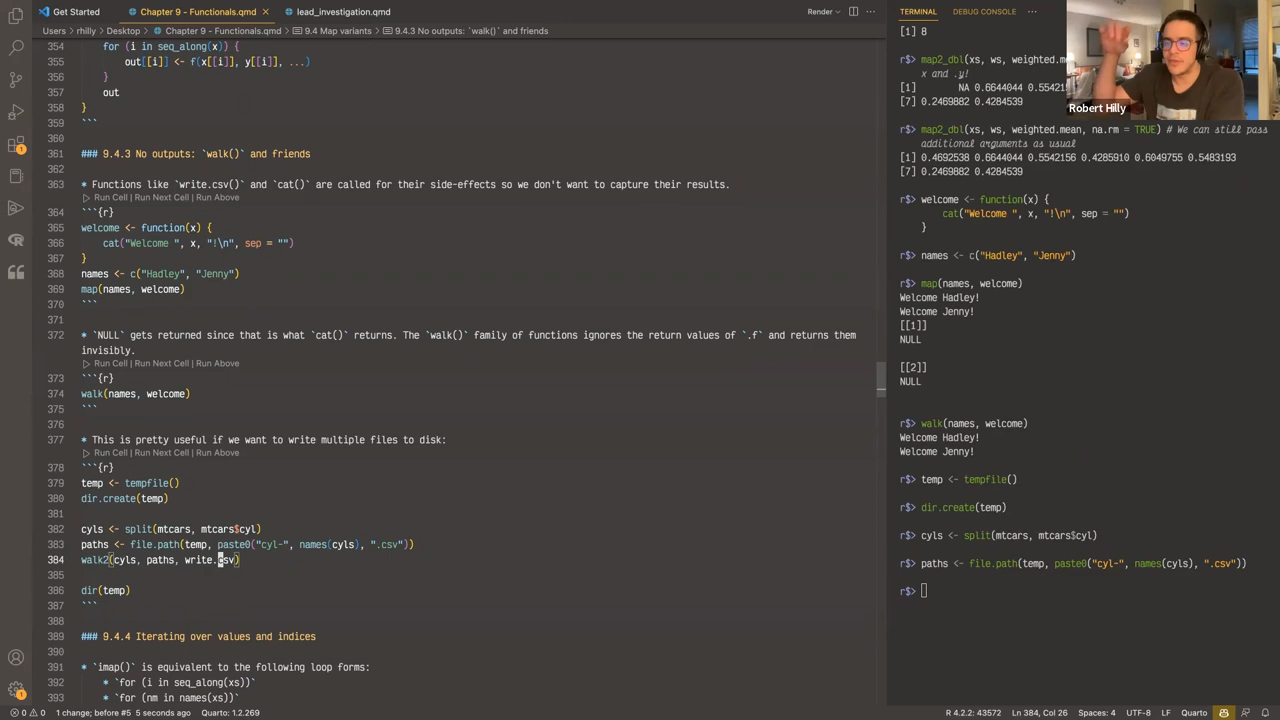 Get Started
Chapter 9 - Functionals.qmd
lead_investigation.qmd
Render
Users > rhilly > Desktop > Chapter 9 - Functionals.qmd > 9.4 Map variants > 9.4.3 No outputs: `walk()` and friends
354 for (i in seq_along(x)) {
355 out[[i]] <- f(x[[i]], y[[i]], ...)
356 }
357 out
358 }
359 ```
360
361 ### 9.4.3 No outputs: `walk()` and friends
362
363 * Functions like `write.csv()` and `cat()` are called for their side-effects so we don't want to capture their results.
Run Cell | Run Next Cell | Run Above
364 ```{r}
365 welcome <- function(x) {
366 cat("Welcome ", x, "!\n", sep = "")
367 }
368 names <- c("Hadley", "Jenny")
369 map(names, welcome)
370 ```
371
372 * `NULL` gets returned since that is what `cat()` returns. The `walk()` family of functions ignores the return values of `.f` and returns them
invisibly.
Run Cell | Run Next Cell | Run Above
373 ```{r}
374 walk(names, welcome)
375 ```
376
377 * This is pretty useful if we want to write multiple files to disk:
Run Cell | Run Next Cell | Run Above
378 ```{r}
379 temp <- tempfile()
380 dir.create(temp)
381
382 cyls <- split(mtcars, mtcars$cyl)
383 paths <- file.path(temp, paste0("cyl-", names(cyls), ".csv"))
384 walk2(cyls, paths, write.csv)
385
386 dir(temp)
387 ```
388
389 ### 9.4.4 Iterating over values and indices
390
391 * `imap()` is equivalent to the following loop forms:
392 * `for (i in seq_along(xs))`
393 * `for (nm in names(xs))`
TERMINAL
DEBUG CONSOLE
[1] 8
r$> map2_dbl(xs, ws, weighted.me
x and .y!
[1] NA 0.6644044 0.55421
[7] 0.2469882 0.4284539
r$> map2_dbl(xs, ws, weighted.mean, na.rm = TRUE) # We can still pass
additional arguments as usual
[1] 0.4692538 0.6644044 0.5542156 0.4285910 0.6049755 0.5483193
[7] 0.2469882 0.4284539
r$> welcome <- function(x) {
cat("Welcome ", x, "!\n", sep = "")
}
r$> names <- c("Hadley", "Jenny")
r$> map(names, welcome)
Welcome Hadley!
Welcome Jenny!
[[1]]
NULL
[[2]]
NULL
r$> walk(names, welcome)
Welcome Hadley!
Welcome Jenny!
r$> temp <- tempfile()
r$> dir.create(temp)
r$> cyls <- split(mtcars, mtcars$cyl)
r$> paths <- file.path(temp, paste0("cyl-", names(cyls), ".csv"))
r$>
Robert Hilly
0 0 1 change; before #5 5 seconds ago Quarto: 1.2.269
R 4.2.2: 43572 Ln 384, Col 26 Spaces: 4 UTF-8 LF Quarto